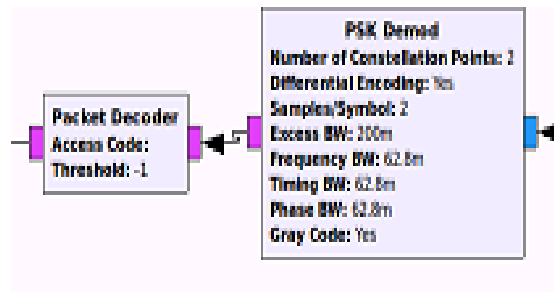 PSK Demod
Number of Constellation Points: 2
Differential Encoding: Yes
Samples/Symbol: 2
Excess BW: 200m
Frequency BW: 62.8m
Timing BW: 62.8m
Phase BW: 62.8m
Gray Code: Yes
Packet Decoder
Access Code:
Threshold: -1